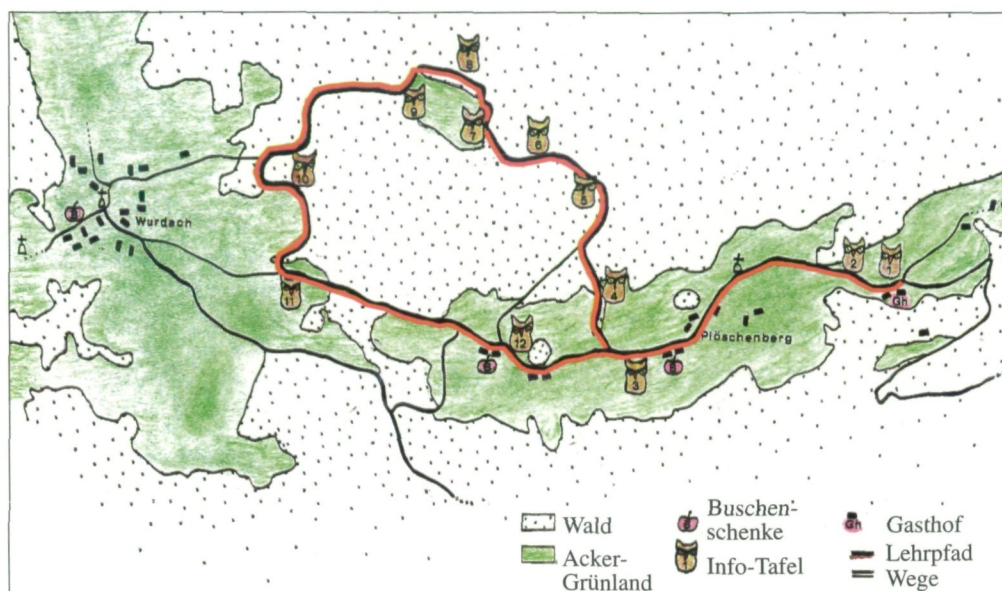 8
9
7
6
10
5
B
Wurdach
2
1
4
11
Gh
12
Plöschenberg
B
3
B
Wald
Acker-
Grünland
B
Buschen-
schenke
Info-Tafel
Gh
Gasthof
Lehrpfad
Wege